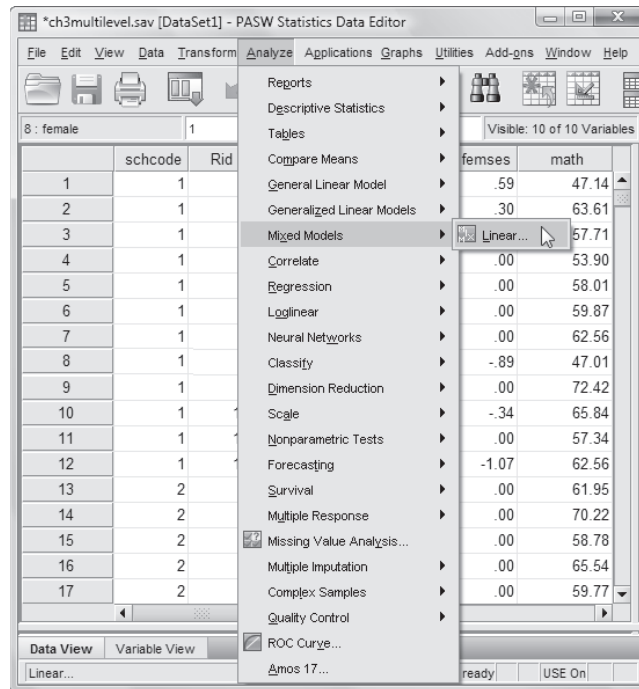 *ch3multilevel.sav [DataSet1] - PASW Statistics Data Editor
File Edit View Data Transform Analyze Applications Graphs Utilities Add-ons Window Help
8 : female 1 Visible: 10 of 10 Variables
schcode Rid femses math
1 1 .59 47.14
2 1 .30 63.61
3 1 57.71
4 1 .00 53.90
5 1 .00 58.01
6 1 .00 59.87
7 1 .00 62.56
8 1 -.89 47.01
9 1 .00 72.42
10 1 1 -.34 65.84
11 1 1 .00 57.34
12 1 1 -1.07 62.56
13 2 .00 61.95
14 2 .00 70.22
15 2 .00 58.78
16 2 .00 65.54
17 2 .00 59.77
Reports
Descriptive Statistics
Tables
Compare Means
General Linear Model
Generalized Linear Models
Mixed Models
Linear...
Correlate
Regression
Loglinear
Neural Networks
Classify
Dimension Reduction
Scale
Nonparametric Tests
Forecasting
Survival
Multiple Response
Missing Value Analysis...
Multiple Imputation
Complex Samples
Quality Control
ROC Curve...
Amos 17...
Data View Variable View
Linear... ready USE On